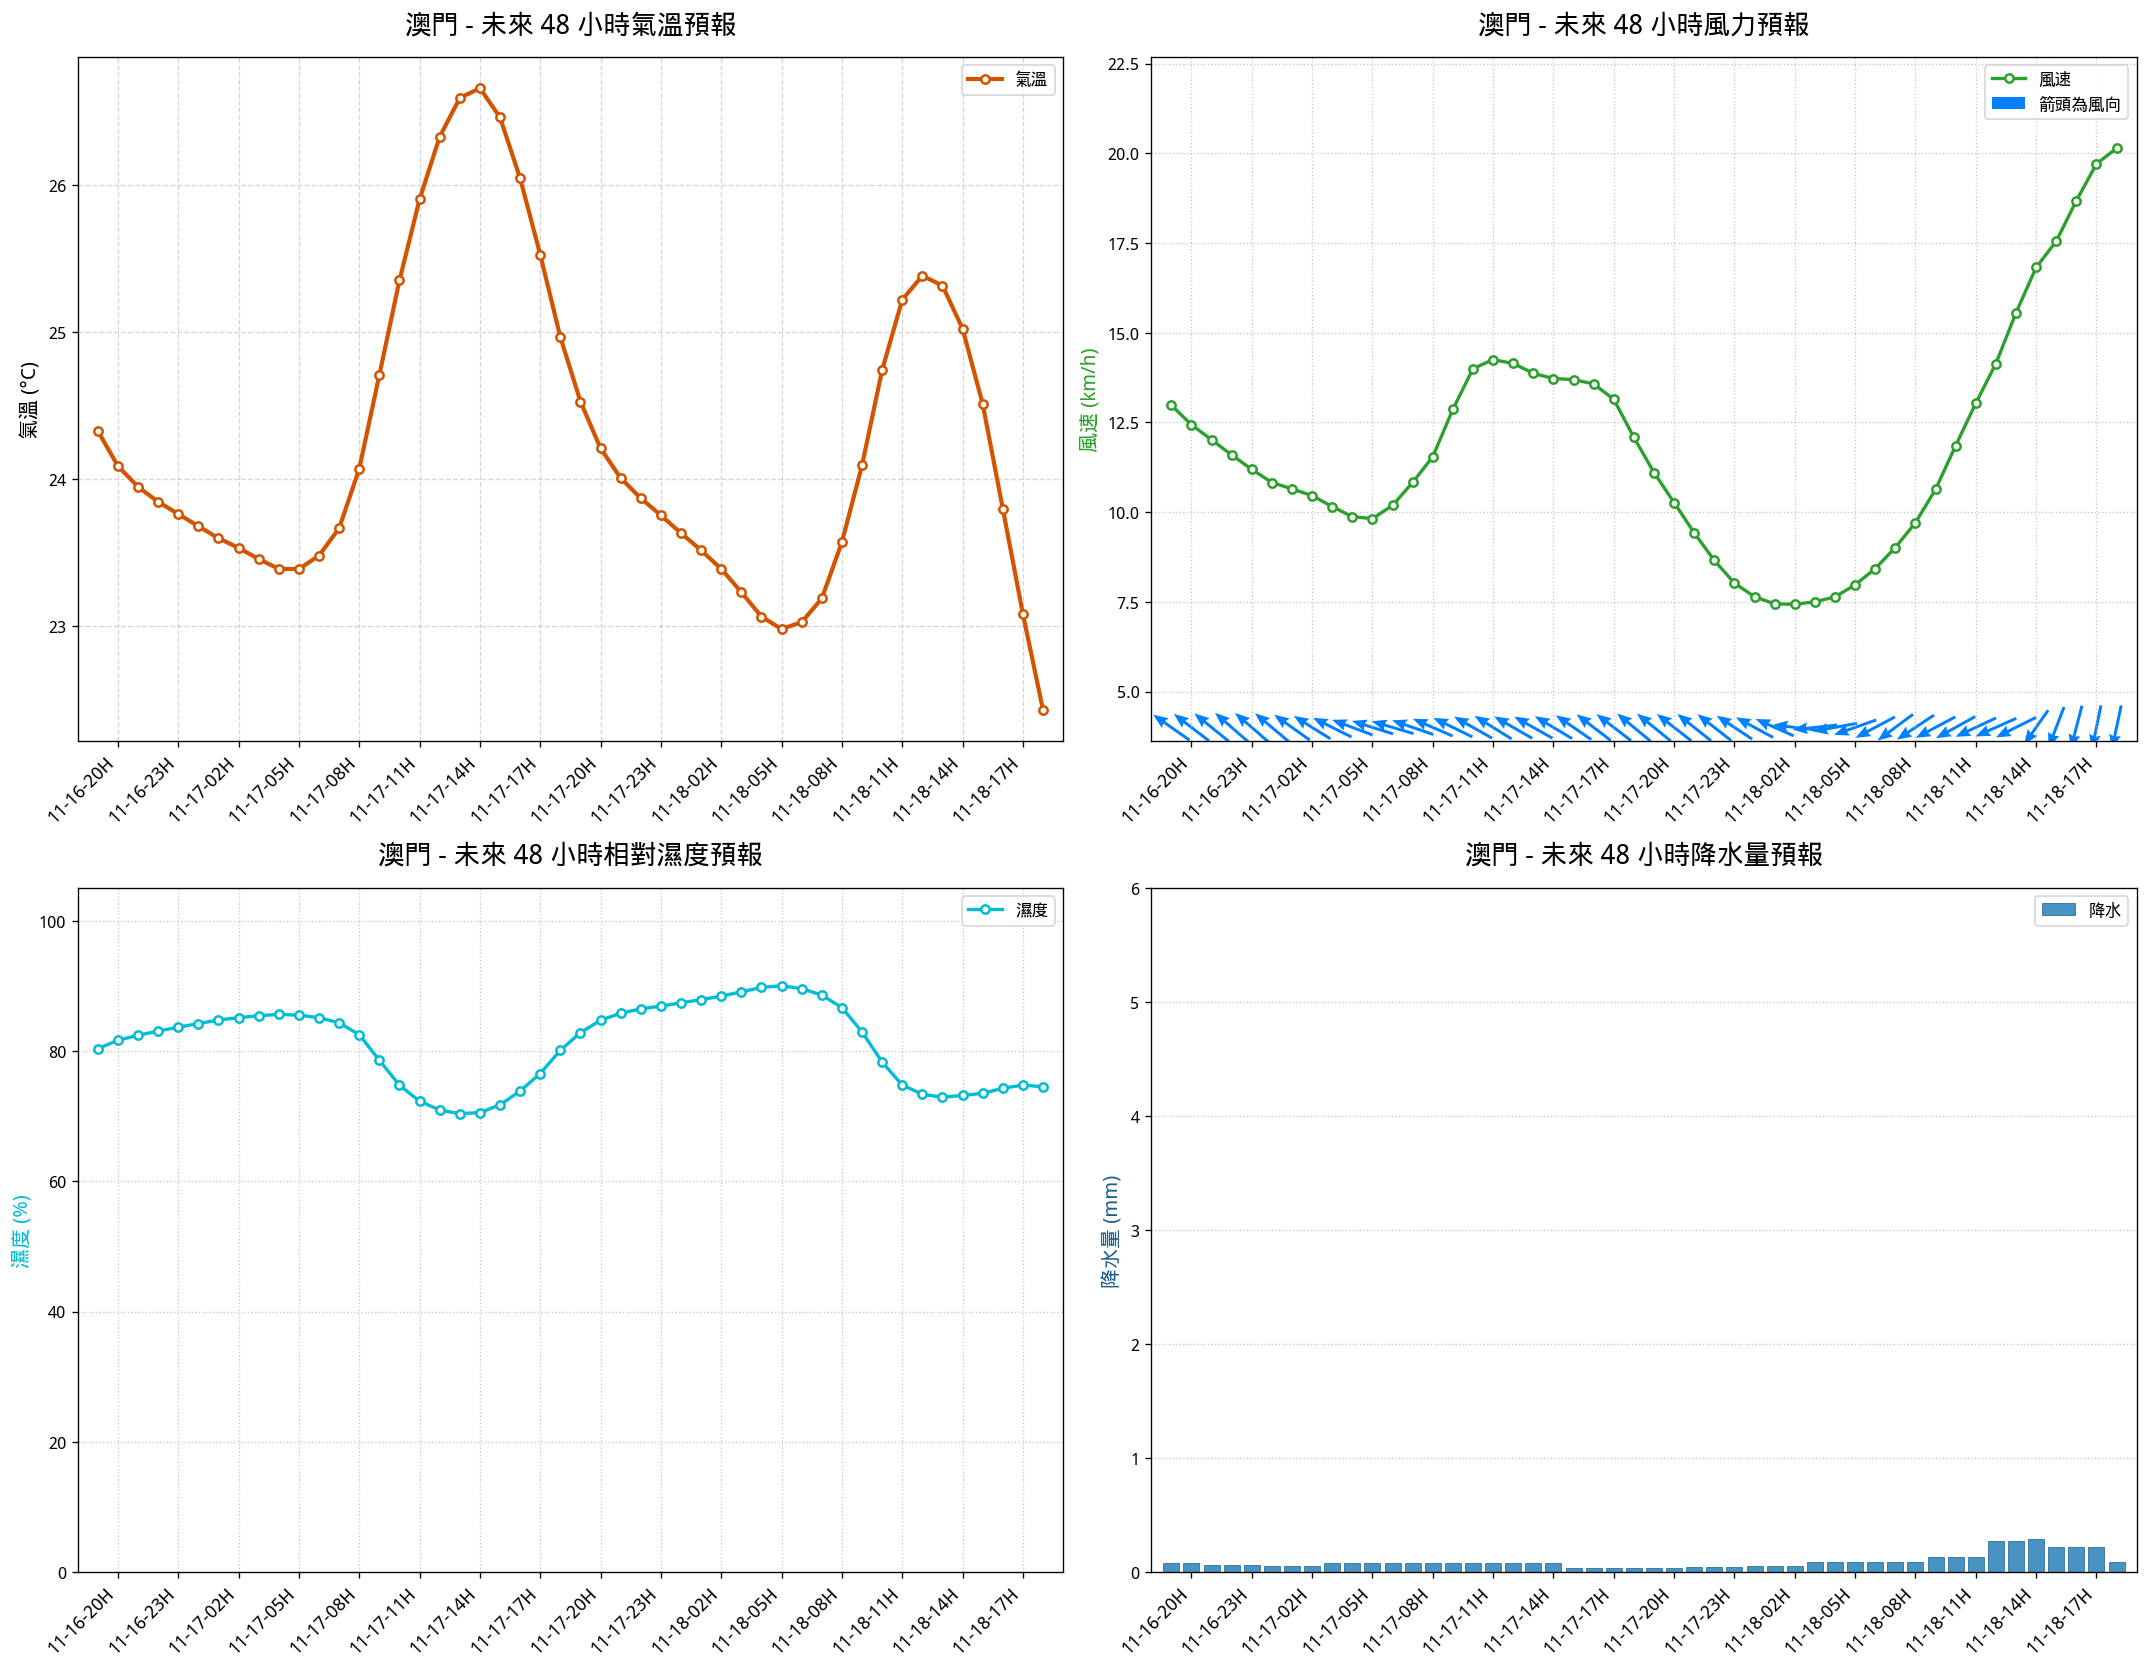 澳門 - 未來 48 小時氣溫預報
氣溫
氣溫 (°C)
26
25
24
23
11-16-20H
11-16-23H
11-17-02H
11-17-05H
11-17-08H
11-17-11H
11-17-14H
11-17-17H
11-17-20H
11-17-23H
11-18-02H
11-18-05H
11-18-08H
11-18-11H
11-18-14H
11-18-17H
澳門 - 未來 48 小時風力預報
風速
箭頭為風向
風速 (km/h)
22.5
20.0
17.5
15.0
12.5
10.0
7.5
5.0
11-16-20H
11-16-23H
11-17-02H
11-17-05H
11-17-08H
11-17-11H
11-17-14H
11-17-17H
11-17-20H
11-17-23H
11-18-02H
11-18-05H
11-18-08H
11-18-11H
11-18-14H
11-18-17H
澳門 - 未來 48 小時相對濕度預報
濕度
濕度 (%)
100
80
60
40
20
0
11-16-20H
11-16-23H
11-17-02H
11-17-05H
11-17-08H
11-17-11H
11-17-14H
11-17-17H
11-17-20H
11-17-23H
11-18-02H
11-18-05H
11-18-08H
11-18-11H
11-18-14H
11-18-17H
澳門 - 未來 48 小時降水量預報
降水
降水量 (mm)
6
5
4
3
2
1
0
11-16-20H
11-16-23H
11-17-02H
11-17-05H
11-17-08H
11-17-11H
11-17-14H
11-17-17H
11-17-20H
11-17-23H
11-18-02H
11-18-05H
11-18-08H
11-18-11H
11-18-14H
11-18-17H